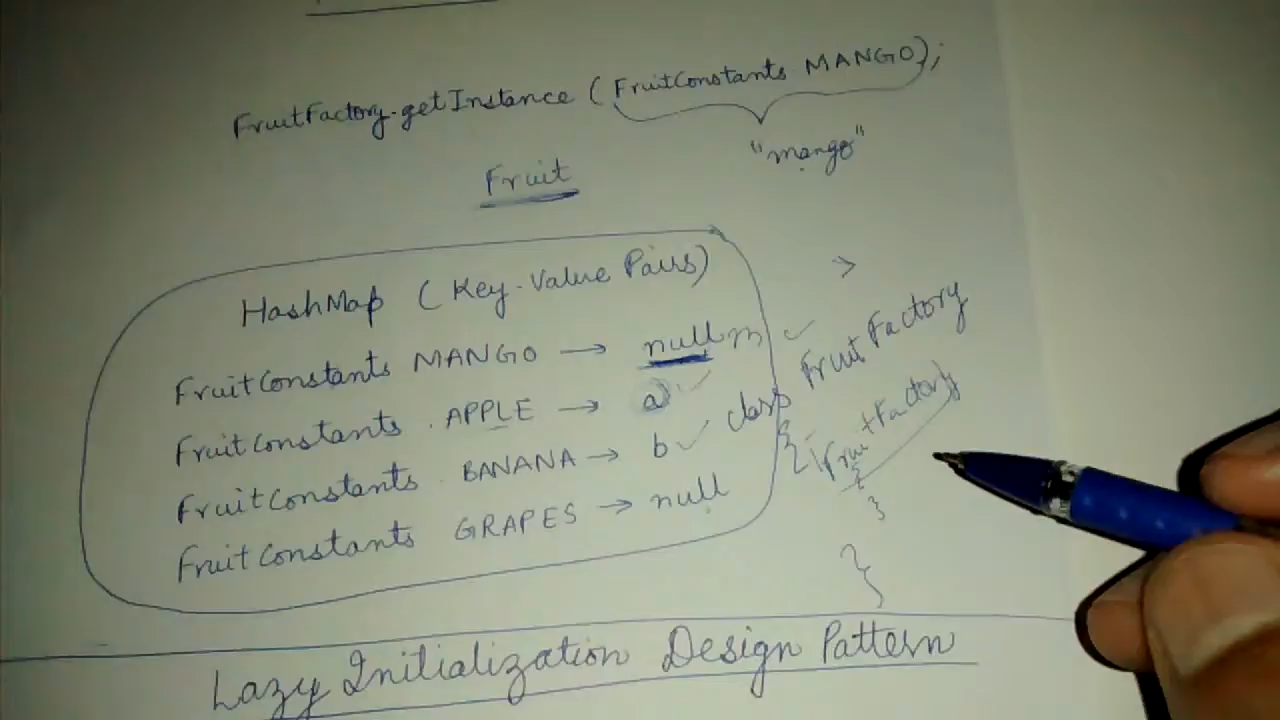 FruitFactory.getInstance (FruitConstants MANGO);
"mango"
Fruit
HashMap (Key-Value Pairs)
FruitConstants MANGO → null m
FruitConstants . APPLE → a
FruitConstants . BANANA → b
FruitConstants GRAPES → null
class FruitFactory
{
FruitFactory
{
}
}
Lazy Initialization Design Pattern